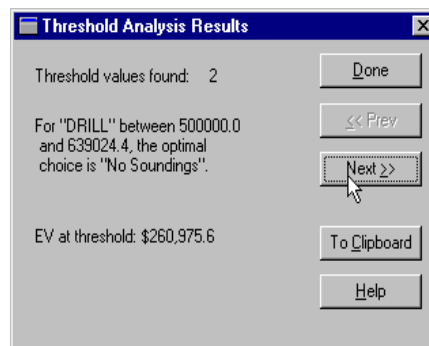 Threshold Analysis Results
Threshold values found: 2
For "DRILL" between 500000.0
and 639024.4, the optimal
choice is "No Soundings".
EV at threshold: $260,975.6
Done
<< Prev
Next >>
To Clipboard
Help